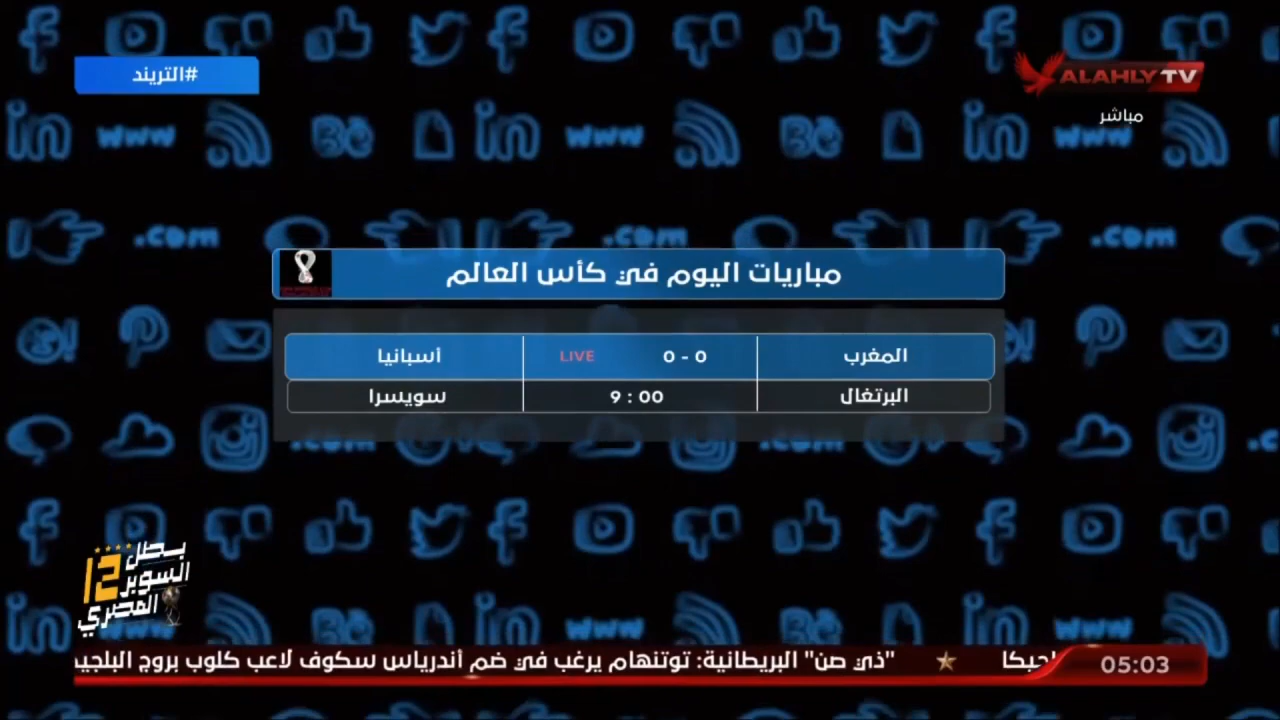 #التريند
ALAHLY TV
مباشر
مباريات اليوم في كأس العالم
المغرب 0 - 0 LIVE أسبانيا
البرتغال 9 : 00 سويسرا
بطل
السوبر 12
المصري
"ذي صن" البريطانية: توتنهام يرغب في ضم أندرياس سكوف لاعب كلوب بروج
05:03